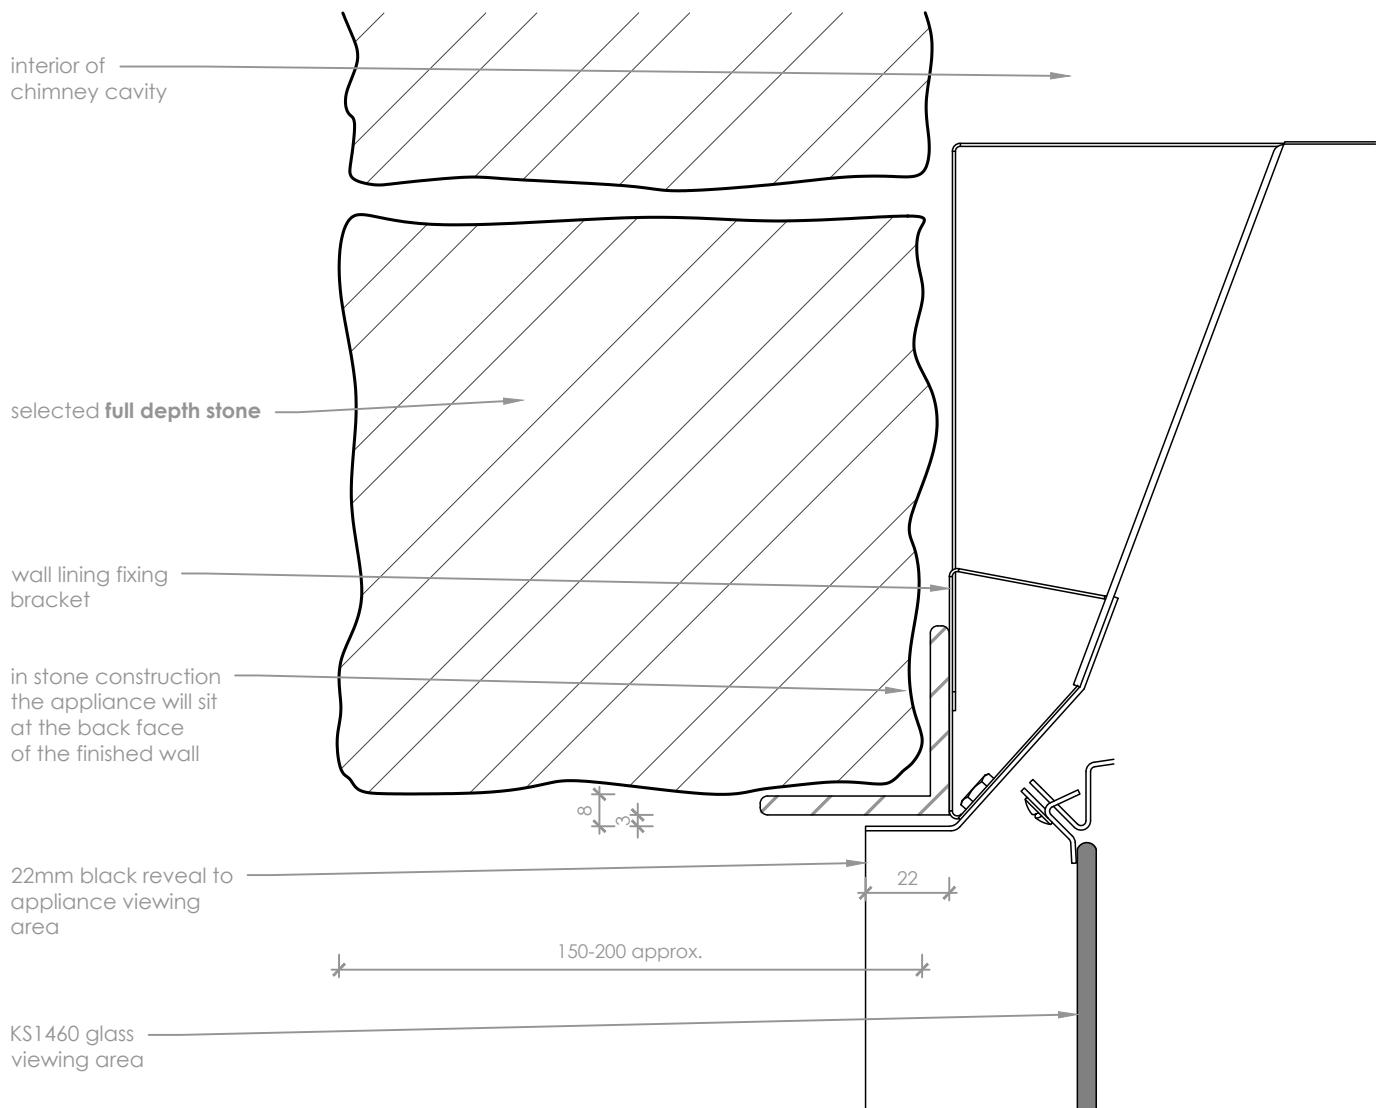 interior of
chimney cavity
selected full depth stone
wall lining fixing
bracket
in stone construction
the appliance will sit
at the back face
of the finished wall
8
3
22mm black reveal to
appliance viewing
area
22
150-200 approx.
KS1460 glass
viewing area